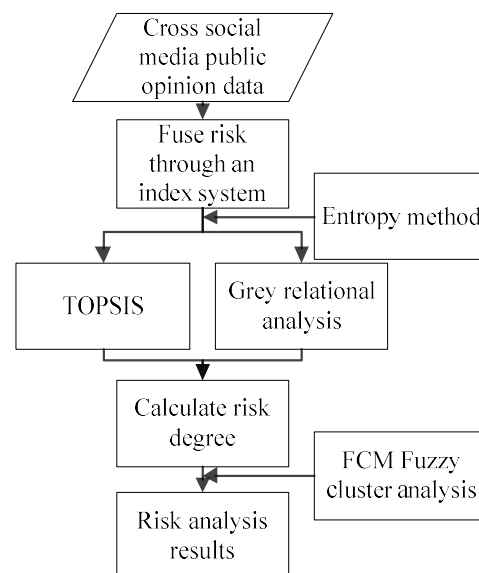 Cross social
media public
opinion data
Fuse risk
through an
index system
Entropy method
TOPSIS
Grey relational
analysis
Calculate risk
degree
FCM Fuzzy
cluster analysis
Risk analysis
results